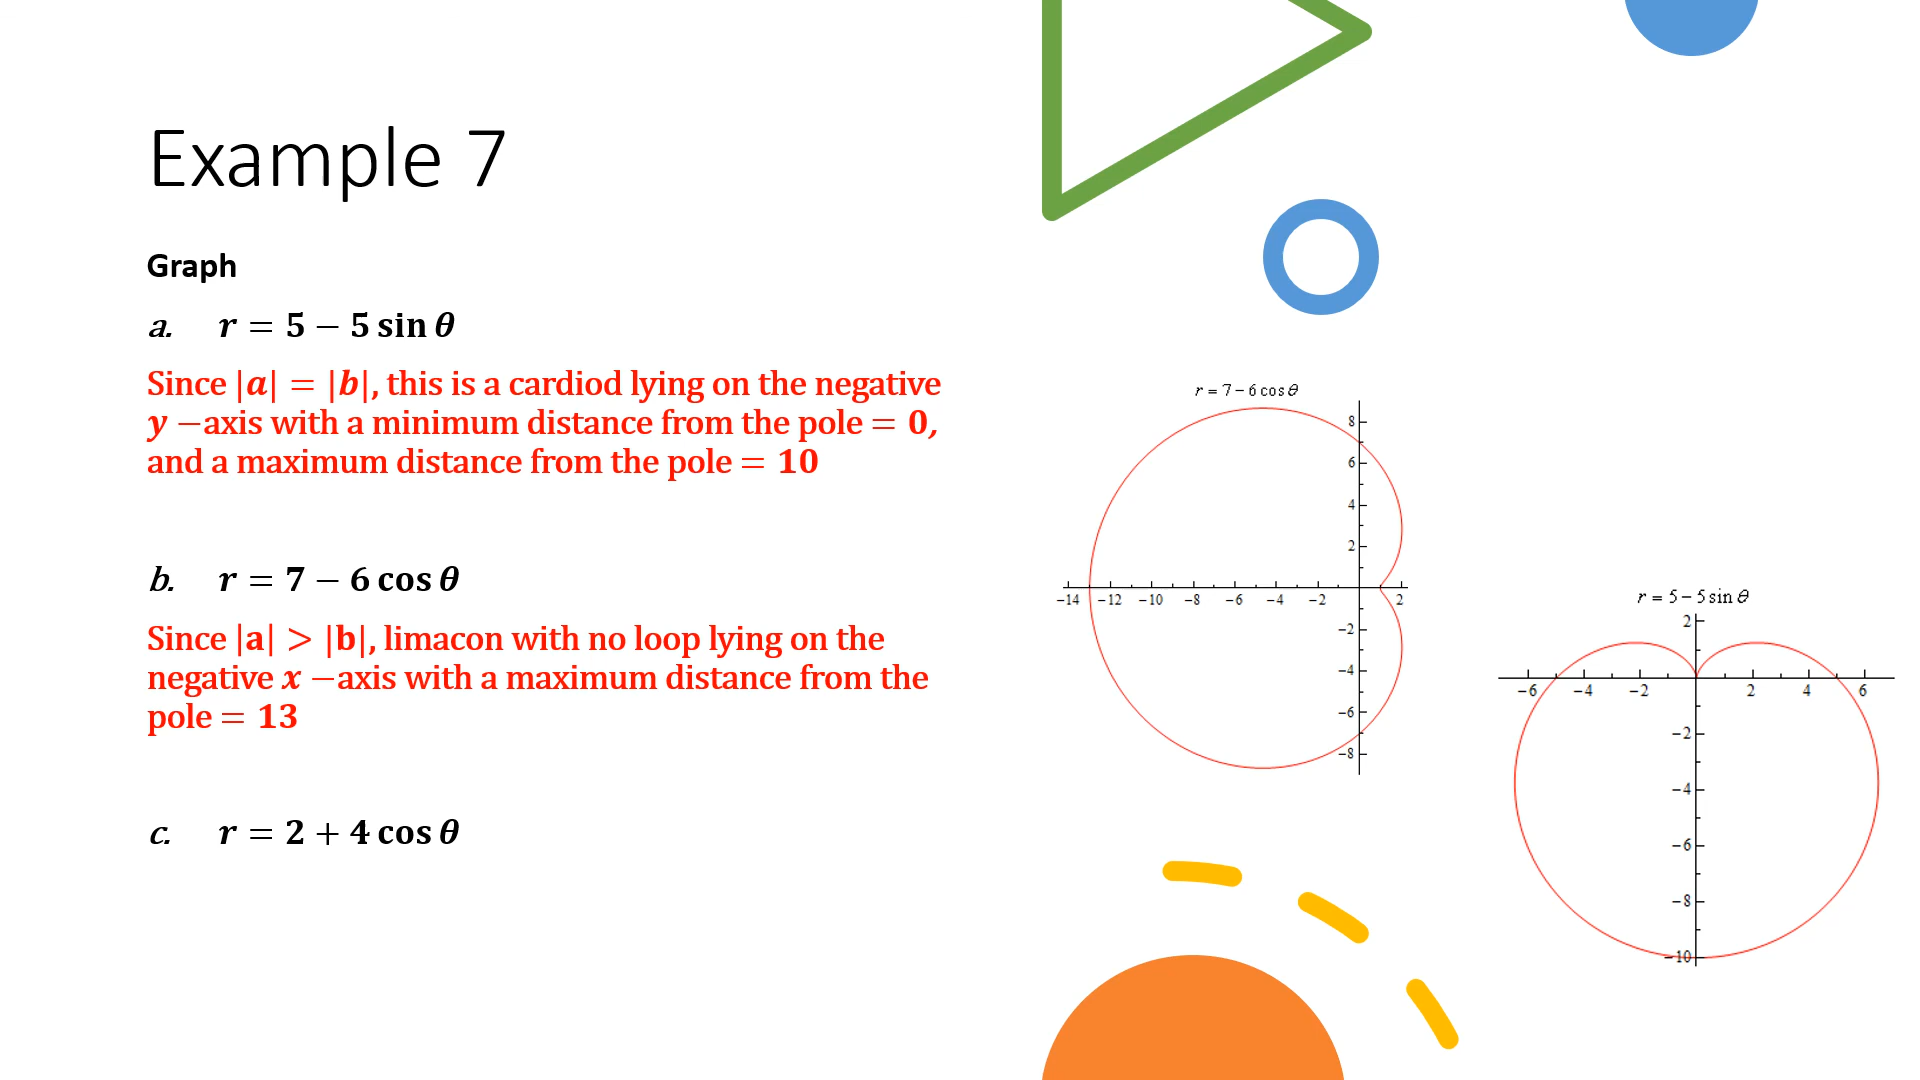 Example 7
Graph
a. r = 5 − 5 sin θ
Since |a| = |b|, this is a cardiod lying on the negative
y −axis with a minimum distance from the pole = 0,
and a maximum distance from the pole = 10
b. r = 7 − 6 cos θ
Since |a| > |b|, limacon with no loop lying on the
negative x −axis with a maximum distance from the
pole = 13
c. r = 2 + 4 cos θ
r = 7 − 6 cos θ
8
6
4
2
−14 −12 −10 −8 −6 −4 −2 2
−2
−4
−6
−8
r = 5 − 5 sin θ
2
−6 −4 −2 2 4 6
−2
−4
−6
−8
−10